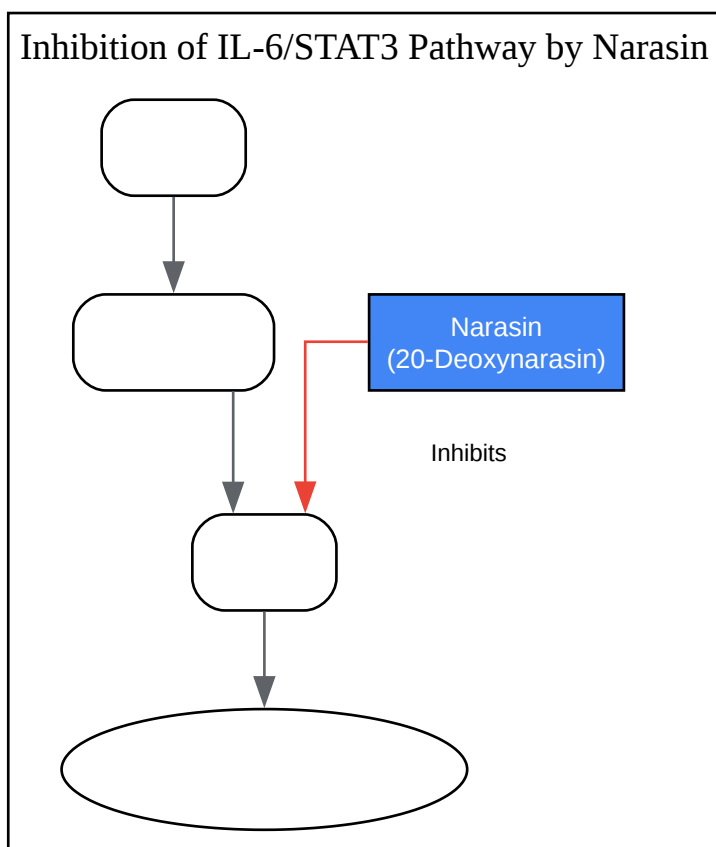 Inhibition of IL-6/STAT3 Pathway by Narasin
Narasin
(20-Deoxynarasin)
Inhibits